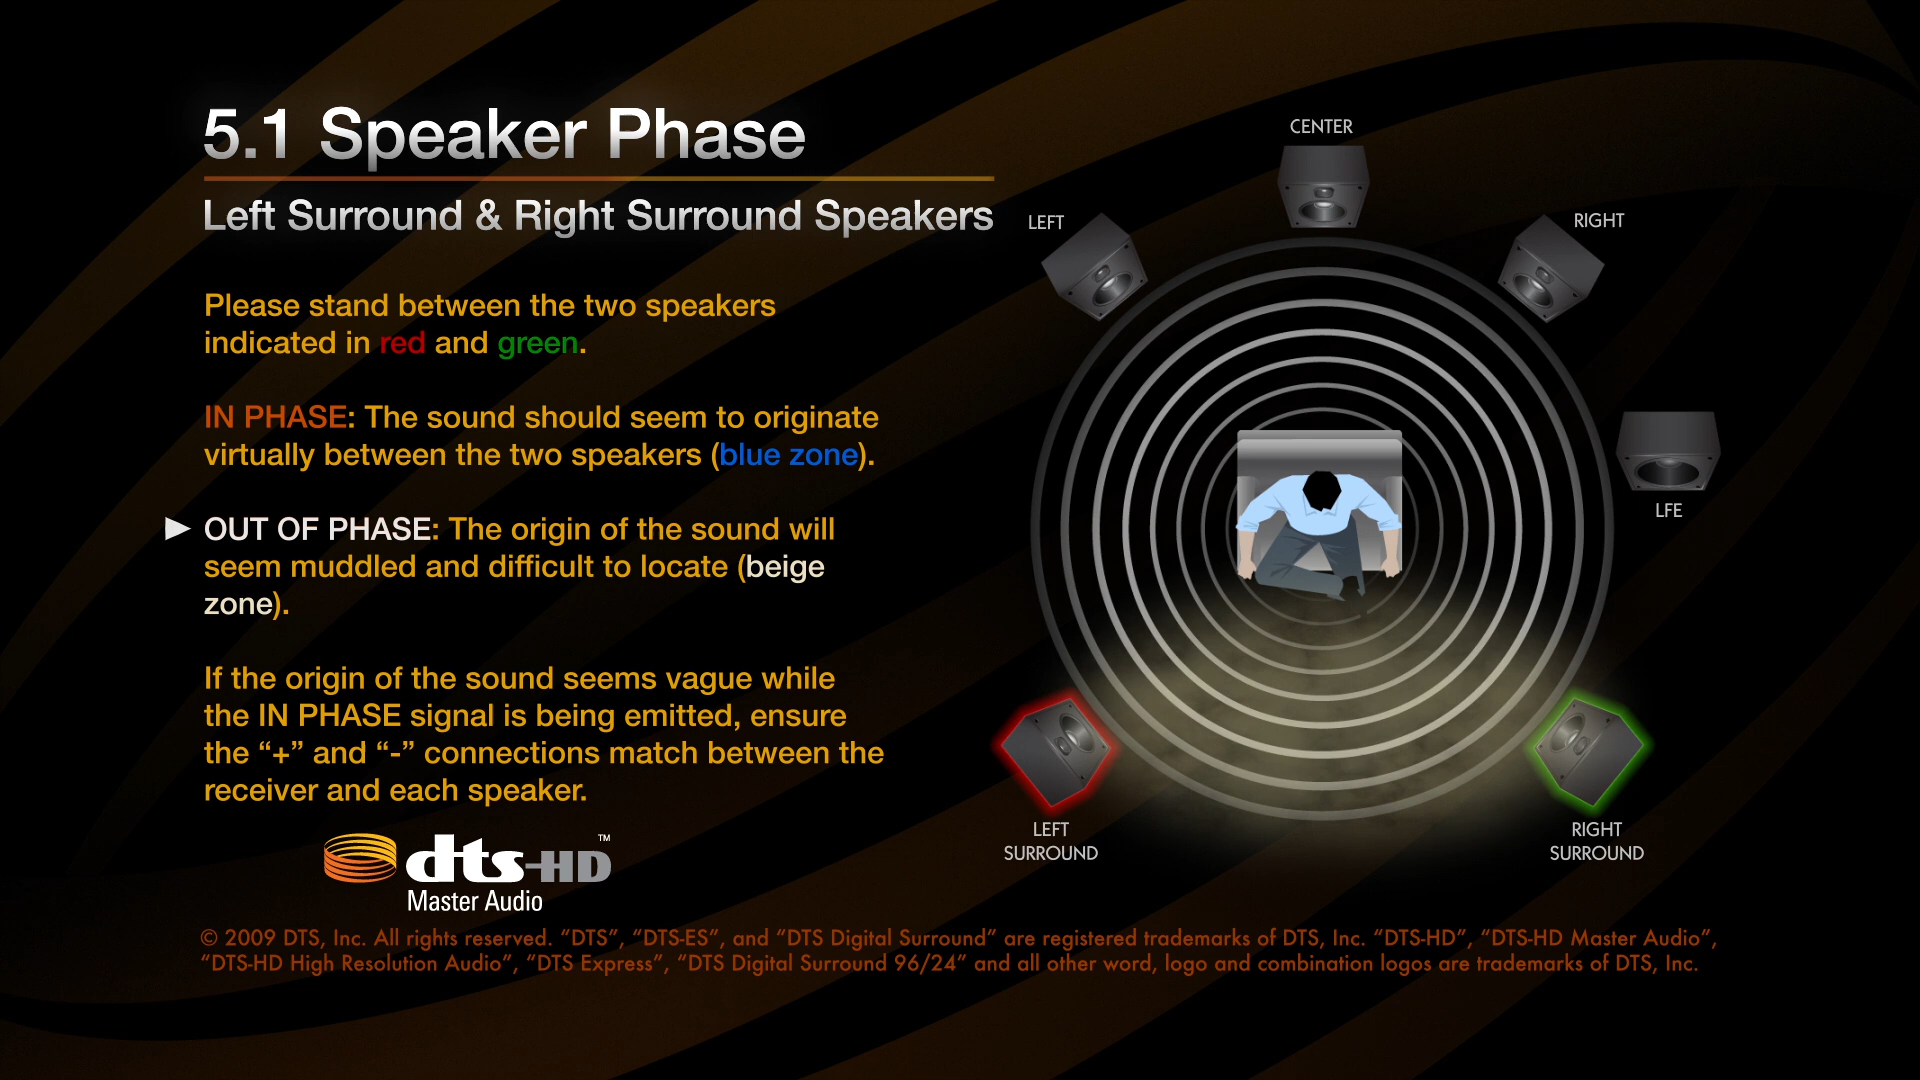 5.1 Speaker Phase
Left Surround & Right Surround Speakers
Please stand between the two speakers
indicated in red and green.
IN PHASE: The sound should seem to originate
virtually between the two speakers (blue zone).
OUT OF PHASE: The origin of the sound will
seem muddled and difficult to locate (beige
zone).
If the origin of the sound seems vague while
the IN PHASE signal is being emitted, ensure
the “+” and “-” connections match between the
receiver and each speaker.
CENTER
LEFT
RIGHT
LFE
LEFT
SURROUND
RIGHT
SURROUND
dts-HD™
Master Audio
© 2009 DTS, Inc. All rights reserved. “DTS”, “DTS-ES”, and “DTS Digital Surround” are registered trademarks of DTS, Inc. “DTS-HD”, “DTS-HD Master Audio”,
“DTS-HD High Resolution Audio”, “DTS Express”, “DTS Digital Surround 96/24” and all other word, logo and combination logos are trademarks of DTS, Inc.